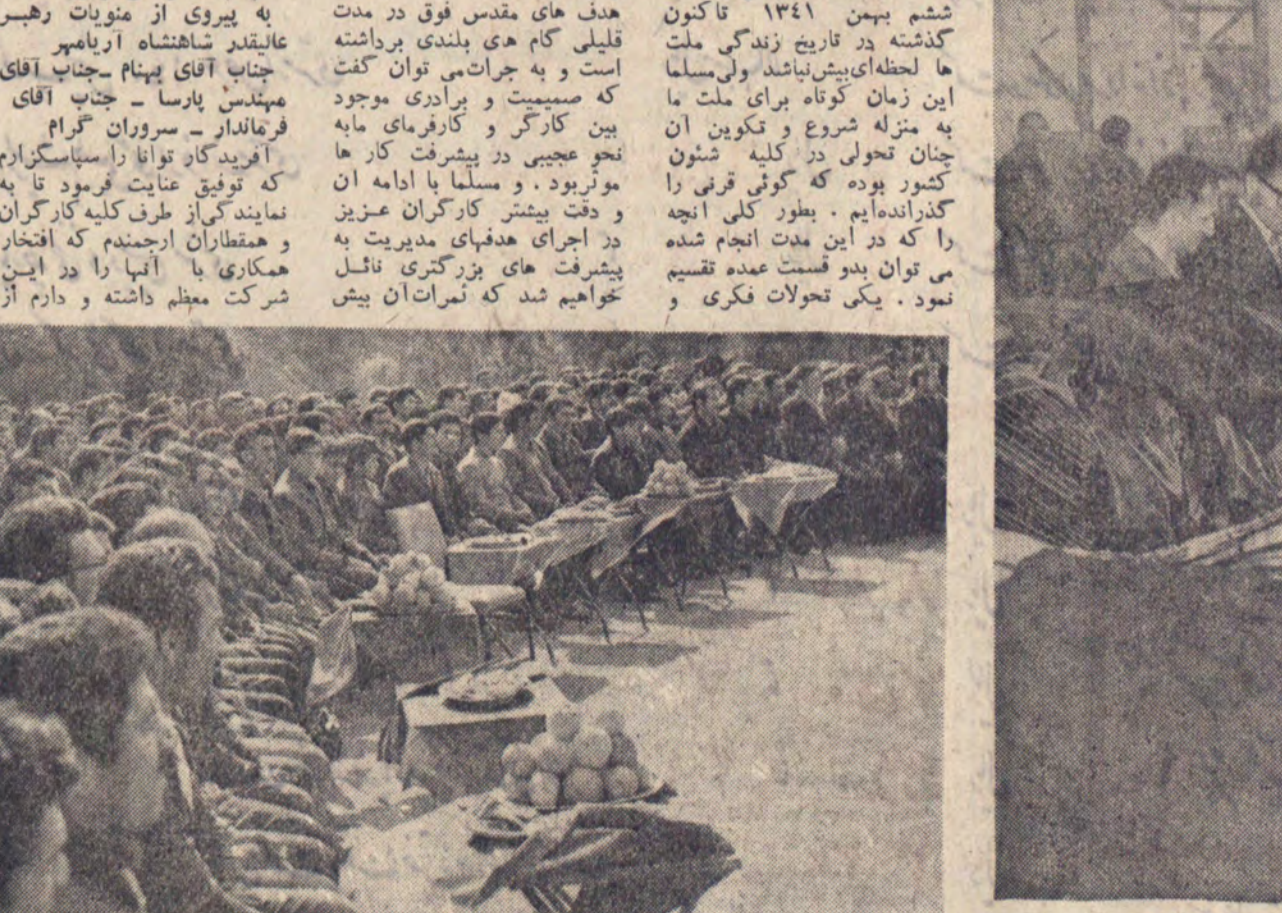 ششم بهمن ۱۳٤۱ تاکنون
گذشته در تاریخ زندگی ملت
ها لحظه‌ای‌بیش‌نباشد ولی‌مسلما
این زمان کوتاه برای ملت ما
به منزله شروع و تکوین آن
چنان تحولی در کلیه شئون
کشور بوده که گوئی قرنی را
گذرانده‌ایم . بطور کلی انچه
را که در این مدت انجام شده
می توان بدو قسمت عمده تقسیم
نمود . یکی تحولات فکری و
هدف های مقدس فوق در مدت
قلیلی گام های بلندی برداشته
است و به جرات‌می توان گفت
که صمیمیت و برادری موجود
بین کارگر و کارفرمای مابه
نحو عجیبی در پیشرفت کار ها
موثربود . و مسلما با ادامه ان
و دقت بیشتر کارگران عـزیز
در اجرای هدفهای مدیریت به
پیشرفت های بزرگتری نائـل
خواهیم شد که ثمرات‌آن بیش
به پیروی از منویات رهبـر
عالیقدر شاهنشاه آریامهر
جناب آقای بهنام ـجناب آقای
مهندس پارسا ـ جناب آقای
فرماندار ـ سروران گرام
آفریدگار توانا را سپاسگزارم
که توفیق عنایت فرمود تا به
نمایندگی‌از طرف کلیه کارگران
و همقطاران ارجمندم که افتخار
همکاری با آنها را در ایـن
شرکت معظم داشته و دارم از